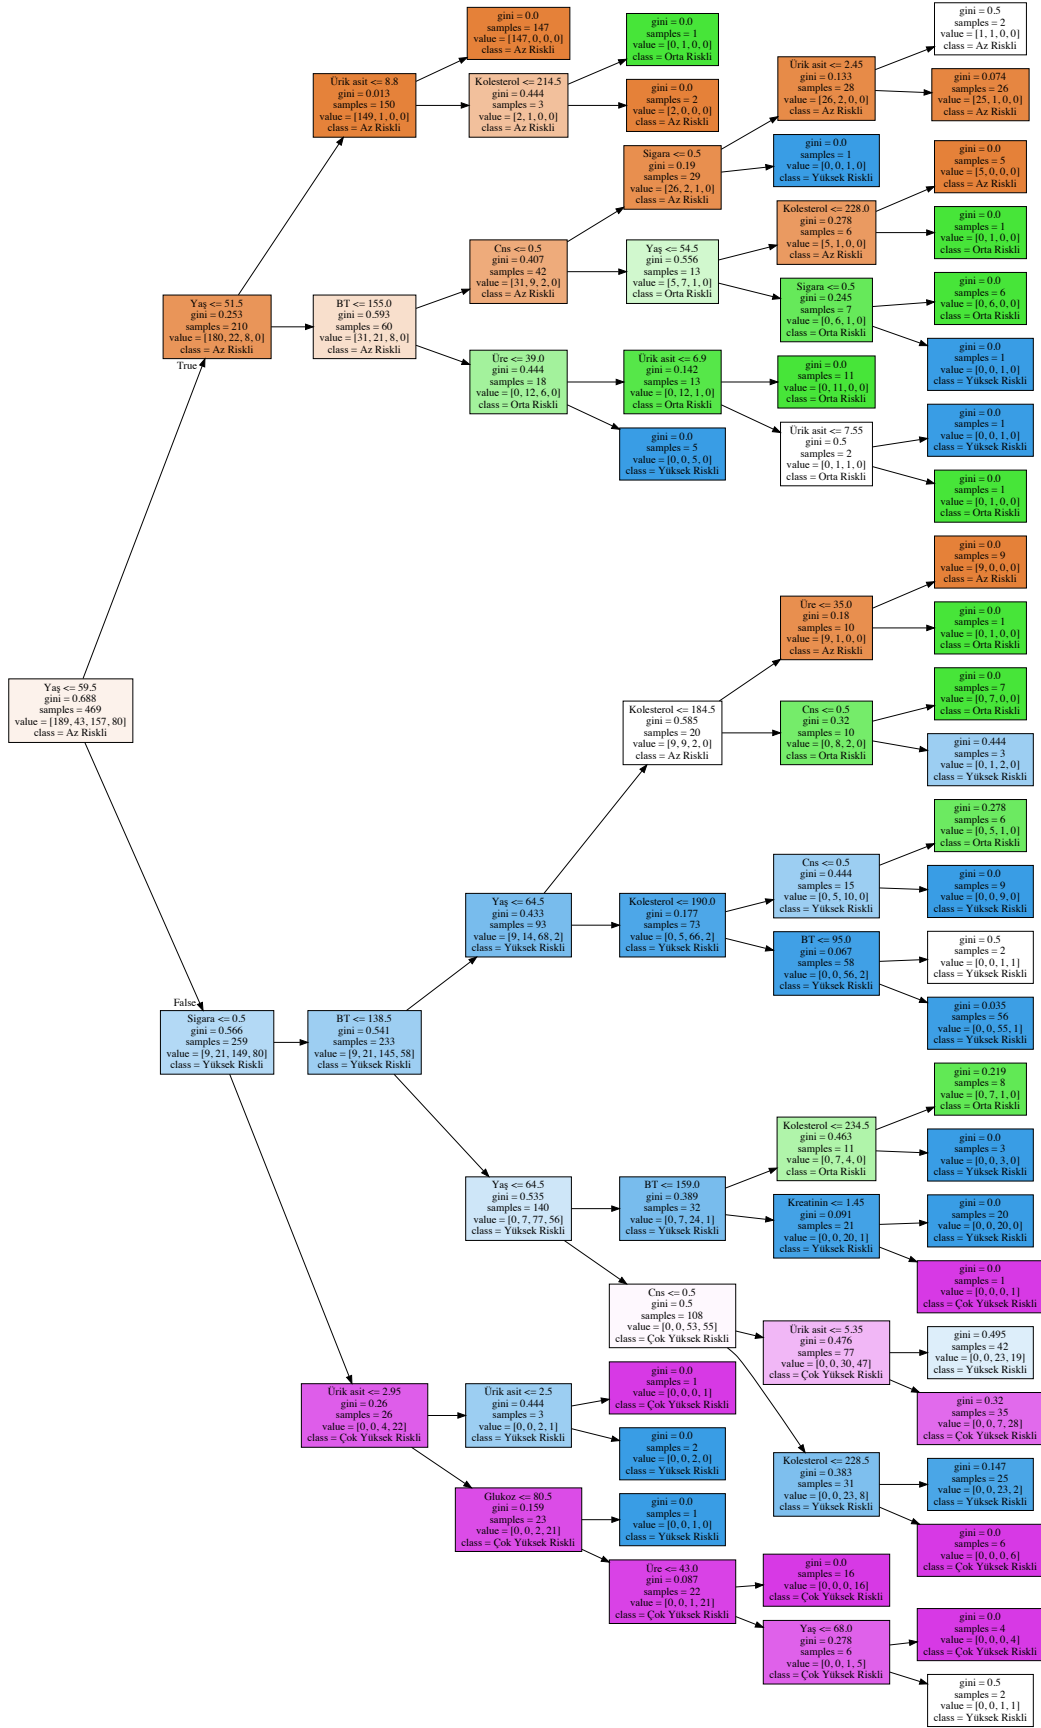 Yaş <= 59.5
gini = 0.688
samples = 469
value = [189, 43, 157, 80]
class = Az Riskli
True
False
Yaş <= 51.5
gini = 0.253
samples = 210
value = [180, 22, 8, 0]
class = Az Riskli
Sigara <= 0.5
gini = 0.566
samples = 259
value = [9, 21, 149, 80]
class = Yüksek Riskli
Ürik asit <= 8.8
gini = 0.013
samples = 150
value = [149, 1, 0, 0]
class = Az Riskli
BT <= 155.0
gini = 0.593
samples = 60
value = [31, 21, 8, 0]
class = Az Riskli
BT <= 138.5
gini = 0.541
samples = 233
value = [9, 21, 145, 58]
class = Yüksek Riskli
Ürik asit <= 2.95
gini = 0.26
samples = 26
value = [0, 0, 4, 22]
class = Çok Yüksek Riskli
gini = 0.0
samples = 147
value = [147, 0, 0, 0]
class = Az Riskli
Kolesterol <= 214.5
gini = 0.444
samples = 3
value = [2, 1, 0, 0]
class = Az Riskli
Cns <= 0.5
gini = 0.407
samples = 42
value = [31, 9, 2, 0]
class = Az Riskli
Üre <= 39.0
gini = 0.444
samples = 18
value = [0, 12, 6, 0]
class = Orta Riskli
Yaş <= 64.5
gini = 0.433
samples = 93
value = [9, 14, 68, 2]
class = Yüksek Riskli
Yaş <= 64.5
gini = 0.535
samples = 140
value = [0, 7, 77, 56]
class = Yüksek Riskli
Ürik asit <= 2.5
gini = 0.444
samples = 3
value = [0, 0, 2, 1]
class = Yüksek Riskli
Glukoz <= 80.5
gini = 0.159
samples = 23
value = [0, 0, 2, 21]
class = Çok Yüksek Riskli
gini = 0.0
samples = 1
value = [0, 1, 0, 0]
class = Orta Riskli
gini = 0.0
samples = 2
value = [2, 0, 0, 0]
class = Az Riskli
Sigara <= 0.5
gini = 0.19
samples = 29
value = [26, 2, 1, 0]
class = Az Riskli
Yaş <= 54.5
gini = 0.556
samples = 13
value = [5, 7, 1, 0]
class = Orta Riskli
Ürik asit <= 6.9
gini = 0.142
samples = 13
value = [0, 12, 1, 0]
class = Orta Riskli
gini = 0.0
samples = 5
value = [0, 0, 5, 0]
class = Yüksek Riskli
Kolesterol <= 184.5
gini = 0.585
samples = 20
value = [9, 9, 2, 0]
class = Az Riskli
Kolesterol <= 190.0
gini = 0.177
samples = 73
value = [0, 5, 66, 2]
class = Yüksek Riskli
BT <= 159.0
gini = 0.389
samples = 32
value = [0, 7, 24, 1]
class = Yüksek Riskli
Cns <= 0.5
gini = 0.5
samples = 108
value = [0, 0, 53, 55]
class = Çok Yüksek Riskli
gini = 0.0
samples = 1
value = [0, 0, 0, 1]
class = Çok Yüksek Riskli
gini = 0.0
samples = 2
value = [0, 0, 2, 0]
class = Yüksek Riskli
gini = 0.0
samples = 1
value = [0, 0, 1, 0]
class = Yüksek Riskli
Üre <= 43.0
gini = 0.087
samples = 22
value = [0, 0, 1, 21]
class = Çok Yüksek Riskli
Ürik asit <= 2.45
gini = 0.133
samples = 28
value = [26, 2, 0, 0]
class = Az Riskli
gini = 0.0
samples = 1
value = [0, 0, 1, 0]
class = Yüksek Riskli
Kolesterol <= 228.0
gini = 0.278
samples = 6
value = [5, 1, 0, 0]
class = Az Riskli
Sigara <= 0.5
gini = 0.245
samples = 7
value = [0, 6, 1, 0]
class = Orta Riskli
gini = 0.0
samples = 11
value = [0, 11, 0, 0]
class = Orta Riskli
Ürik asit <= 7.55
gini = 0.5
samples = 2
value = [0, 1, 1, 0]
class = Orta Riskli
Üre <= 35.0
gini = 0.18
samples = 10
value = [9, 1, 0, 0]
class = Az Riskli
Cns <= 0.5
gini = 0.32
samples = 10
value = [0, 8, 2, 0]
class = Orta Riskli
Cns <= 0.5
gini = 0.444
samples = 15
value = [0, 5, 10, 0]
class = Yüksek Riskli
BT <= 95.0
gini = 0.067
samples = 58
value = [0, 0, 56, 2]
class = Yüksek Riskli
Kolesterol <= 234.5
gini = 0.463
samples = 11
value = [0, 7, 4, 0]
class = Orta Riskli
Kreatinin <= 1.45
gini = 0.091
samples = 21
value = [0, 0, 20, 1]
class = Yüksek Riskli
Ürik asit <= 5.35
gini = 0.476
samples = 77
value = [0, 0, 30, 47]
class = Çok Yüksek Riskli
Kolesterol <= 228.5
gini = 0.383
samples = 31
value = [0, 0, 23, 8]
class = Yüksek Riskli
gini = 0.0
samples = 16
value = [0, 0, 0, 16]
class = Çok Yüksek Riskli
Yaş <= 68.0
gini = 0.278
samples = 6
value = [0, 0, 1, 5]
class = Çok Yüksek Riskli
gini = 0.5
samples = 2
value = [1, 1, 0, 0]
class = Az Riskli
gini = 0.074
samples = 26
value = [25, 1, 0, 0]
class = Az Riskli
gini = 0.0
samples = 5
value = [5, 0, 0, 0]
class = Az Riskli
gini = 0.0
samples = 1
value = [0, 1, 0, 0]
class = Orta Riskli
gini = 0.0
samples = 6
value = [0, 6, 0, 0]
class = Orta Riskli
gini = 0.0
samples = 1
value = [0, 0, 1, 0]
class = Yüksek Riskli
gini = 0.0
samples = 1
value = [0, 0, 1, 0]
class = Yüksek Riskli
gini = 0.0
samples = 1
value = [0, 1, 0, 0]
class = Orta Riskli
gini = 0.0
samples = 9
value = [9, 0, 0, 0]
class = Az Riskli
gini = 0.0
samples = 1
value = [0, 1, 0, 0]
class = Orta Riskli
gini = 0.0
samples = 7
value = [0, 7, 0, 0]
class = Orta Riskli
gini = 0.444
samples = 3
value = [0, 1, 2, 0]
class = Yüksek Riskli
gini = 0.278
samples = 6
value = [0, 5, 1, 0]
class = Orta Riskli
gini = 0.0
samples = 9
value = [0, 0, 9, 0]
class = Yüksek Riskli
gini = 0.5
samples = 2
value = [0, 0, 1, 1]
class = Yüksek Riskli
gini = 0.035
samples = 56
value = [0, 0, 55, 1]
class = Yüksek Riskli
gini = 0.219
samples = 8
value = [0, 7, 1, 0]
class = Orta Riskli
gini = 0.0
samples = 3
value = [0, 0, 3, 0]
class = Yüksek Riskli
gini = 0.0
samples = 20
value = [0, 0, 20, 0]
class = Yüksek Riskli
gini = 0.0
samples = 1
value = [0, 0, 0, 1]
class = Çok Yüksek Riskli
gini = 0.495
samples = 42
value = [0, 0, 23, 19]
class = Yüksek Riskli
gini = 0.32
samples = 35
value = [0, 0, 7, 28]
class = Çok Yüksek Riskli
gini = 0.147
samples = 25
value = [0, 0, 23, 2]
class = Yüksek Riskli
gini = 0.0
samples = 6
value = [0, 0, 0, 6]
class = Çok Yüksek Riskli
gini = 0.0
samples = 4
value = [0, 0, 0, 4]
class = Çok Yüksek Riskli
gini = 0.5
samples = 2
value = [0, 0, 1, 1]
class = Yüksek Riskli